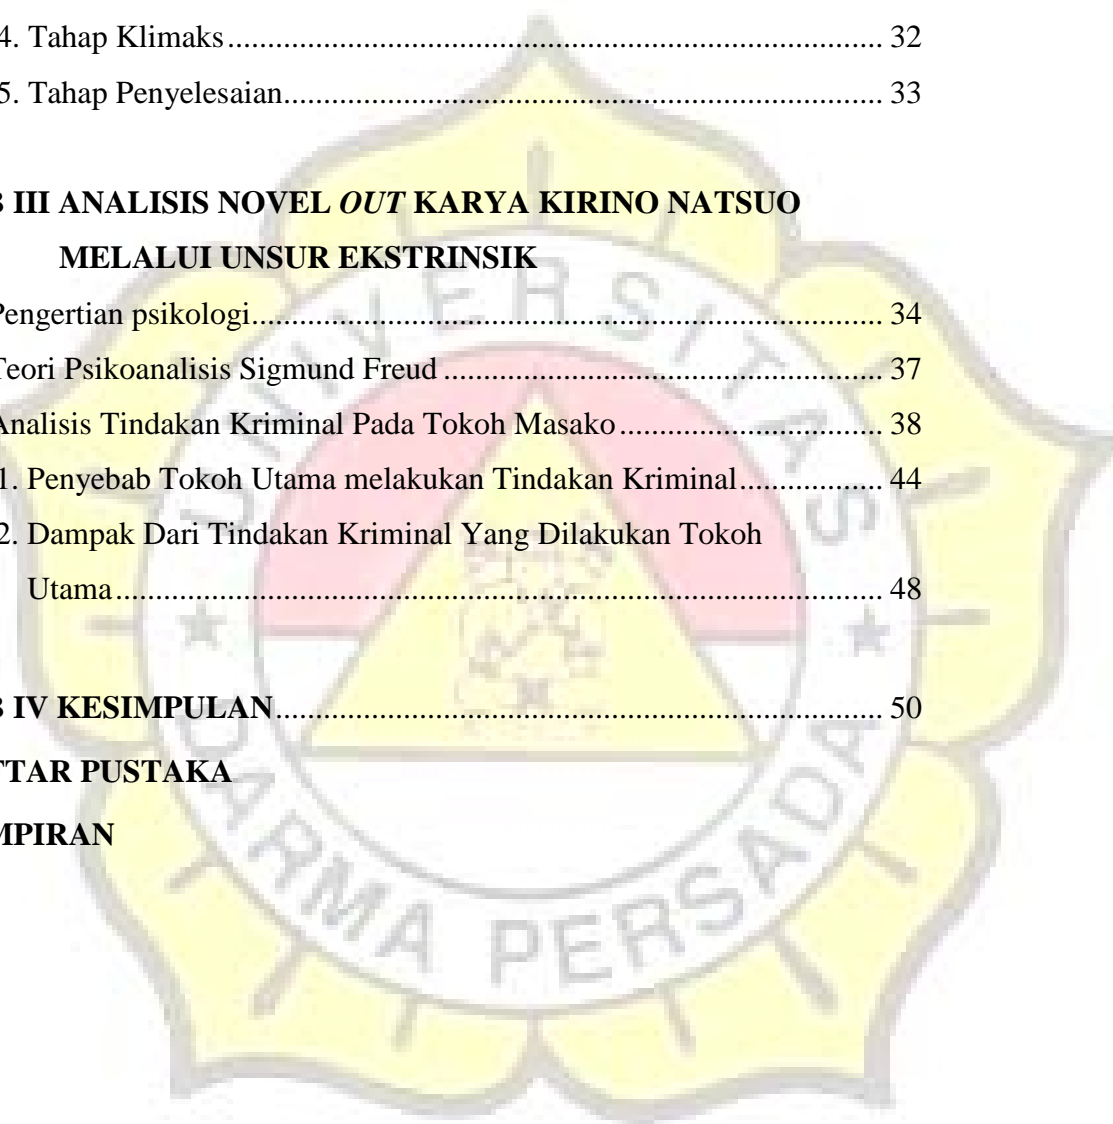 4. Tahap Klimaks.................................................................................. 32
5. Tahap Penyelesaian........................................................................... 33
B III ANALISIS NOVEL OUT KARYA KIRINO NATSUO
MELALUI UNSUR EKSTRINSIK
Pengertian psikologi............................................................................... 34
Teori Psikoanalisis Sigmund Freud ....................................................... 37
Analisis Tindakan Kriminal Pada Tokoh Masako ................................. 38
1. Penyebab Tokoh Utama melakukan Tindakan Kriminal.................. 44
2. Dampak Dari Tindakan Kriminal Yang Dilakukan Tokoh
Utama ................................................................................................ 48
B IV KESIMPULAN............................................................................ 50
TAR PUSTAKA
MPIRAN
UNIVERSITAS
DARMA PERSADA